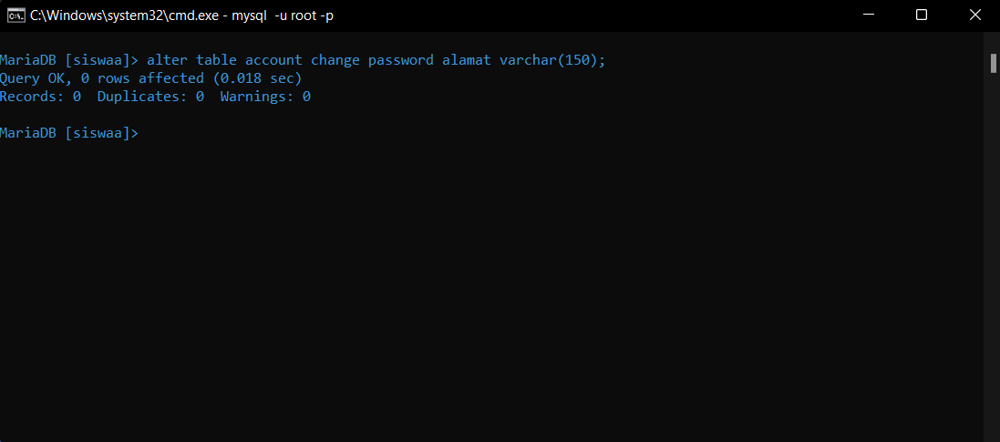 C:\Windows\system32\cmd.exe - mysql  -u root -p
MariaDB [siswaa]> alter table account change password alamat varchar(150);
Query OK, 0 rows affected (0.018 sec)
Records: 0  Duplicates: 0  Warnings: 0
MariaDB [siswaa]>